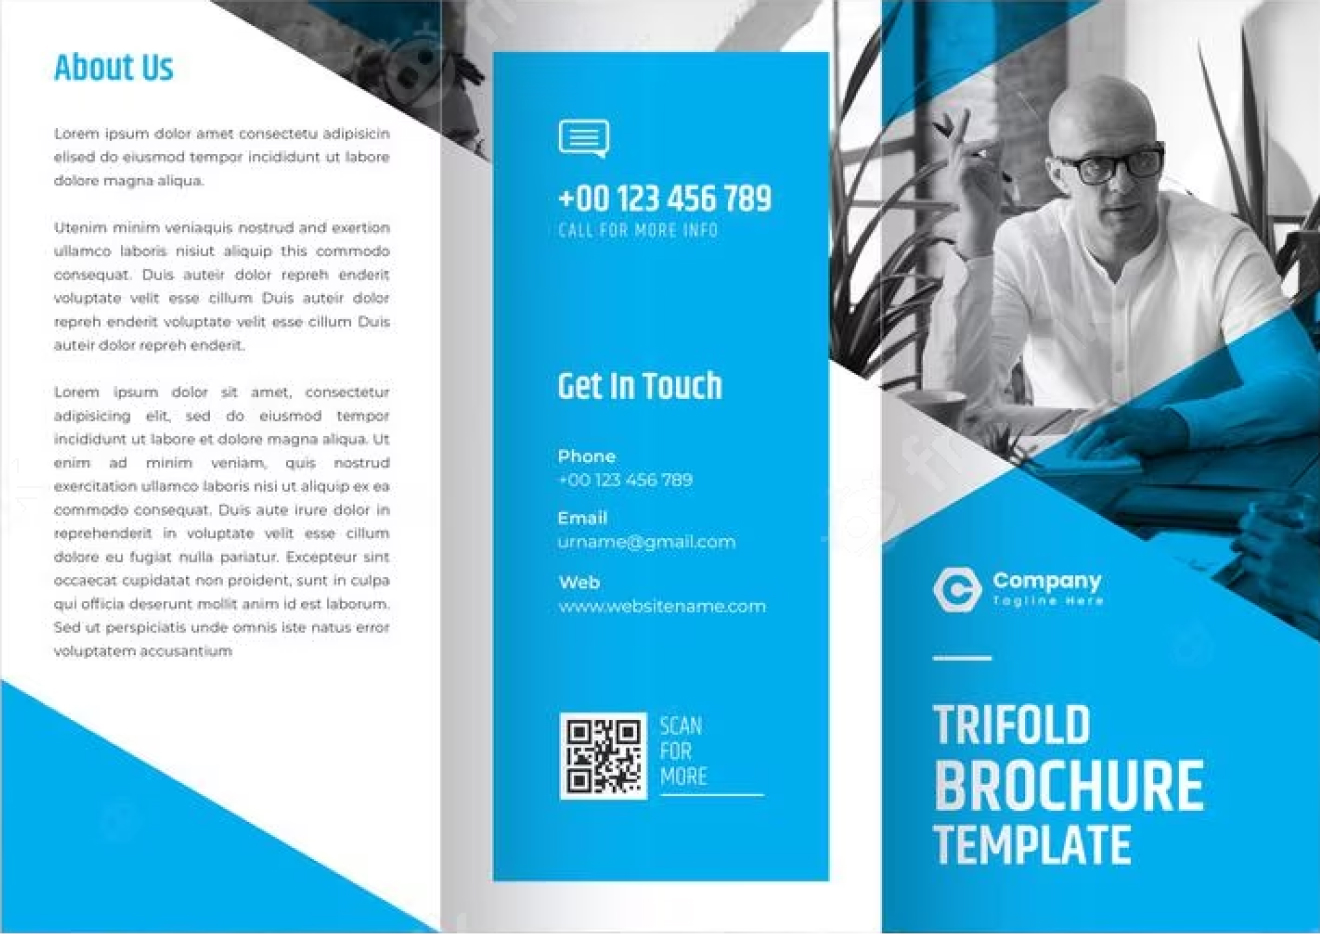 About Us
Lorem ipsum dolor amet consectetu adipisicin
elised do eiusmod tempor incididunt ut labore
dolore magna aliqua.
Utenim minim veniaquis nostrud and exertion
ullamco laboris nisiut aliquip this commodo
consequat. Duis auteir dolor repreh enderit
voluptate velit esse cillum Duis auteir dolor
repreh enderit voluptate velit esse cillum Duis
auteir dolor repreh enderit.
Lorem ipsum dolor sit amet, consectetur
adipisicing elit, sed do eiusmod tempor
incididunt ut labore et dolore magna aliqua. Ut
enim ad minim veniam, quis nostrud
exercitation ullamco laboris nisi ut aliquip ex ea
commodo consequat. Duis aute irure dolor in
reprehenderit in voluptate velit esse cillum
dolore eu fugiat nulla pariatur. Excepteur sint
occaecat cupidatat non proident, sunt in culpa
qui officia deserunt mollit anim id est laborum.
Sed ut perspiciatis unde omnis iste natus error
voluptatem accusantium
+00 123 456 789
CALL FOR MORE INFO
Get In Touch
Phone
+00 123 456 789
Email
urname@gmail.com
Web
www.websitename.com
SCAN
FOR
MORE
Company
Tagline Here
TRIFOLD
BROCHURE
TEMPLATE